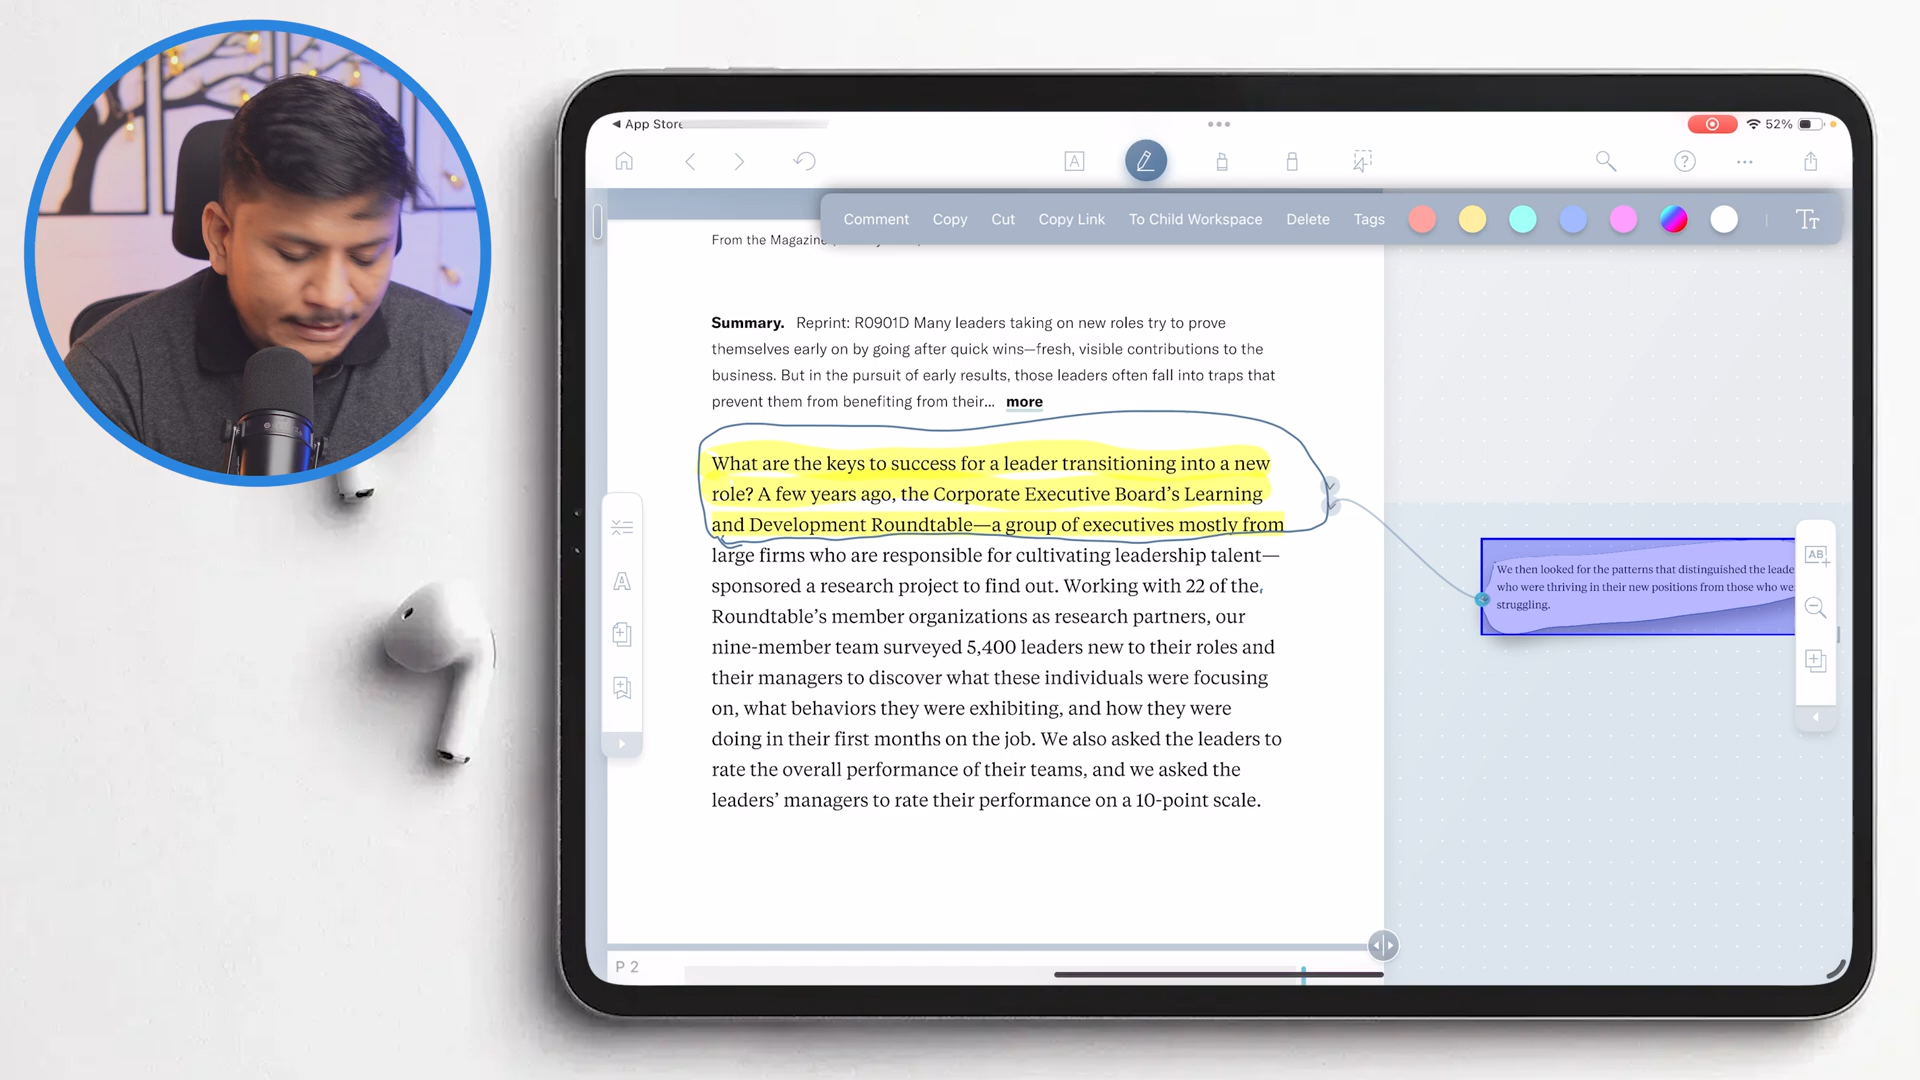 ◀ App Store
52%
Comment Copy Cut Copy Link To Child Workspace Delete Tags
From the Magazine
Summary. Reprint: R0901D Many leaders taking on new roles try to prove
themselves early on by going after quick wins—fresh, visible contributions to the
business. But in the pursuit of early results, those leaders often fall into traps that
prevent them from benefiting from their... more
What are the keys to success for a leader transitioning into a new
role? A few years ago, the Corporate Executive Board's Learning
and Development Roundtable—a group of executives mostly from
large firms who are responsible for cultivating leadership talent—
sponsored a research project to find out. Working with 22 of the
Roundtable's member organizations as research partners, our
nine-member team surveyed 5,400 leaders new to their roles and
their managers to discover what these individuals were focusing
on, what behaviors they were exhibiting, and how they were
doing in their first months on the job. We also asked the leaders to
rate the overall performance of their teams, and we asked the
leaders' managers to rate their performance on a 10-point scale.
We then looked for the patterns that distinguished the leade
who were thriving in their new positions from those who we
struggling.
P 2